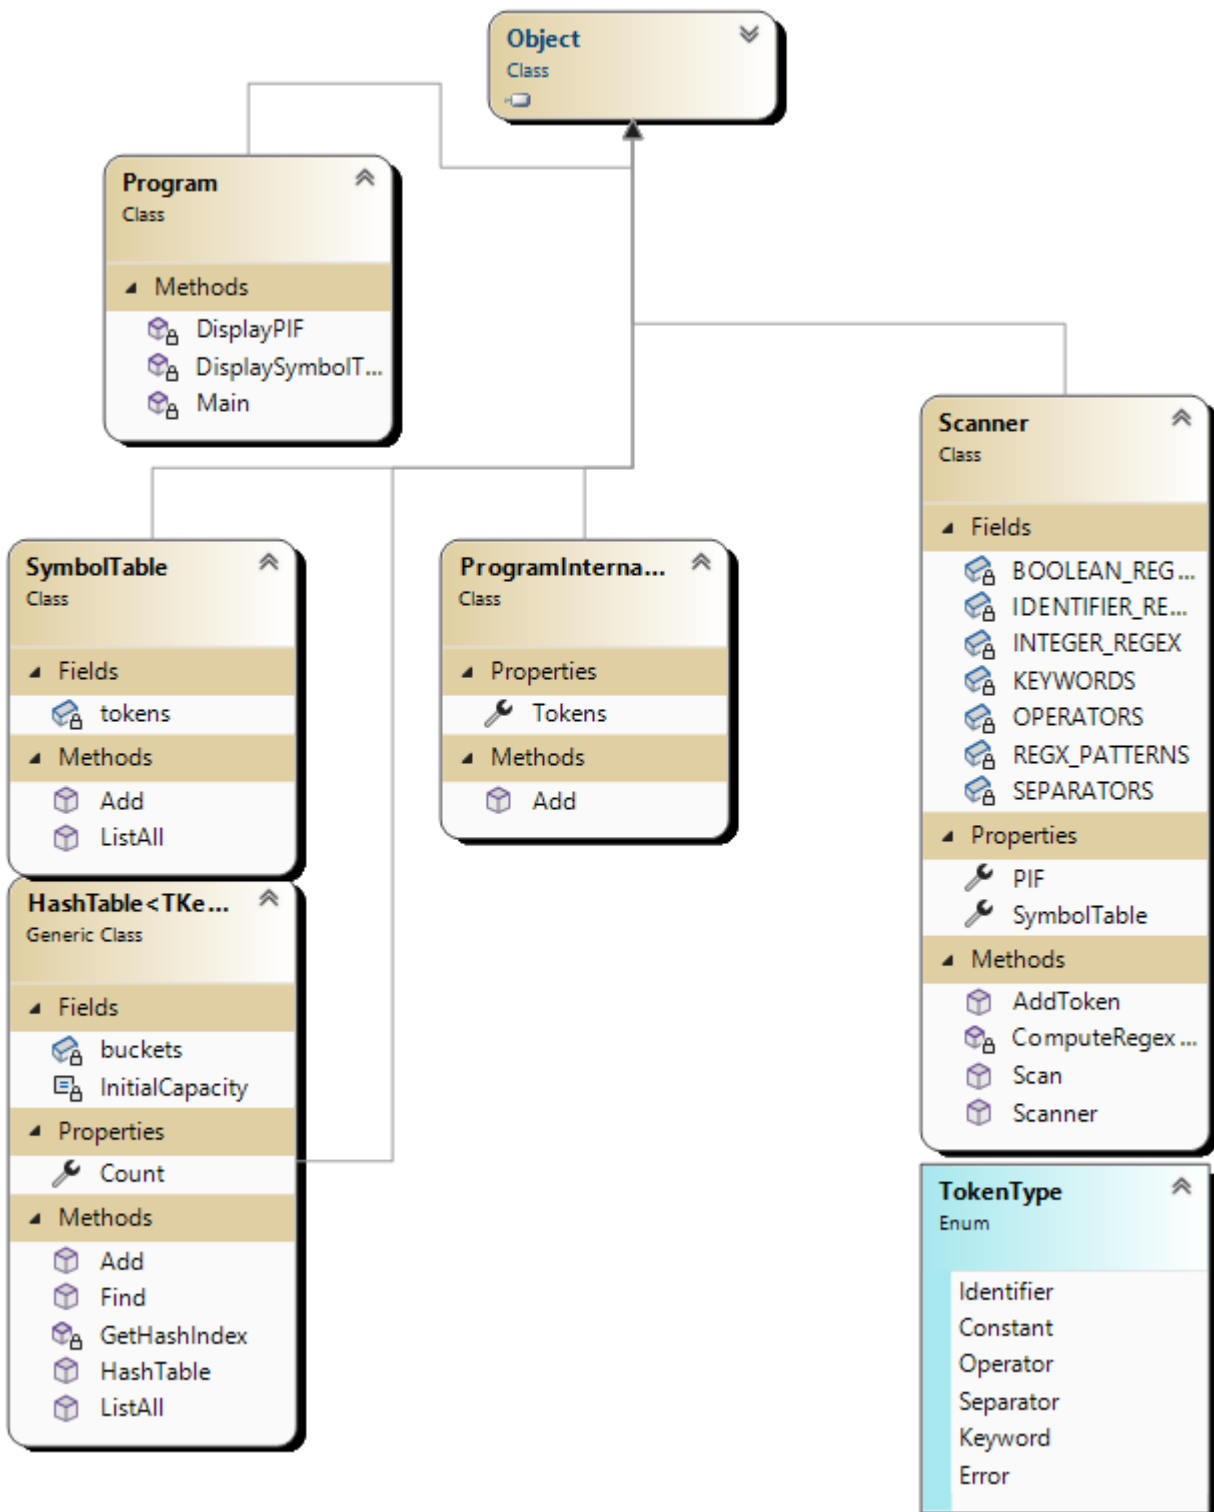 Object
Class
Program
Class
Methods
DisplayPIF
DisplaySymbolT...
Main
SymbolTable
Class
Fields
tokens
Methods
Add
ListAll
ProgramInterna...
Class
Properties
Tokens
Methods
Add
Scanner
Class
Fields
BOOLEAN_REG...
IDENTIFIER_RE...
INTEGER_REGEX
KEYWORDS
OPERATORS
REGX_PATTERNS
SEPARATORS
Properties
PIF
SymbolTable
Methods
AddToken
ComputeRegex...
Scan
Scanner
HashTable<TKe...
Generic Class
Fields
buckets
InitialCapacity
Properties
Count
Methods
Add
Find
GetHashIndex
HashTable
ListAll
TokenType
Enum
Identifier
Constant
Operator
Separator
Keyword
Error